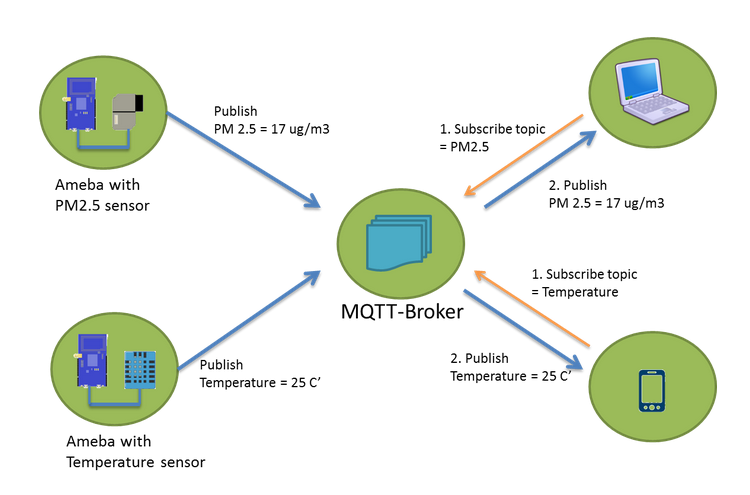 Publish
PM 2.5 = 17 ug/m3
Ameba with
PM2.5 sensor
1. Subscribe topic
= PM2.5
2. Publish
PM 2.5 = 17 ug/m3
MQTT-Broker
1. Subscribe topic
= Temperature
2. Publish
Temperature = 25 C’
Publish
Temperature = 25 C’
Ameba with
Temperature sensor